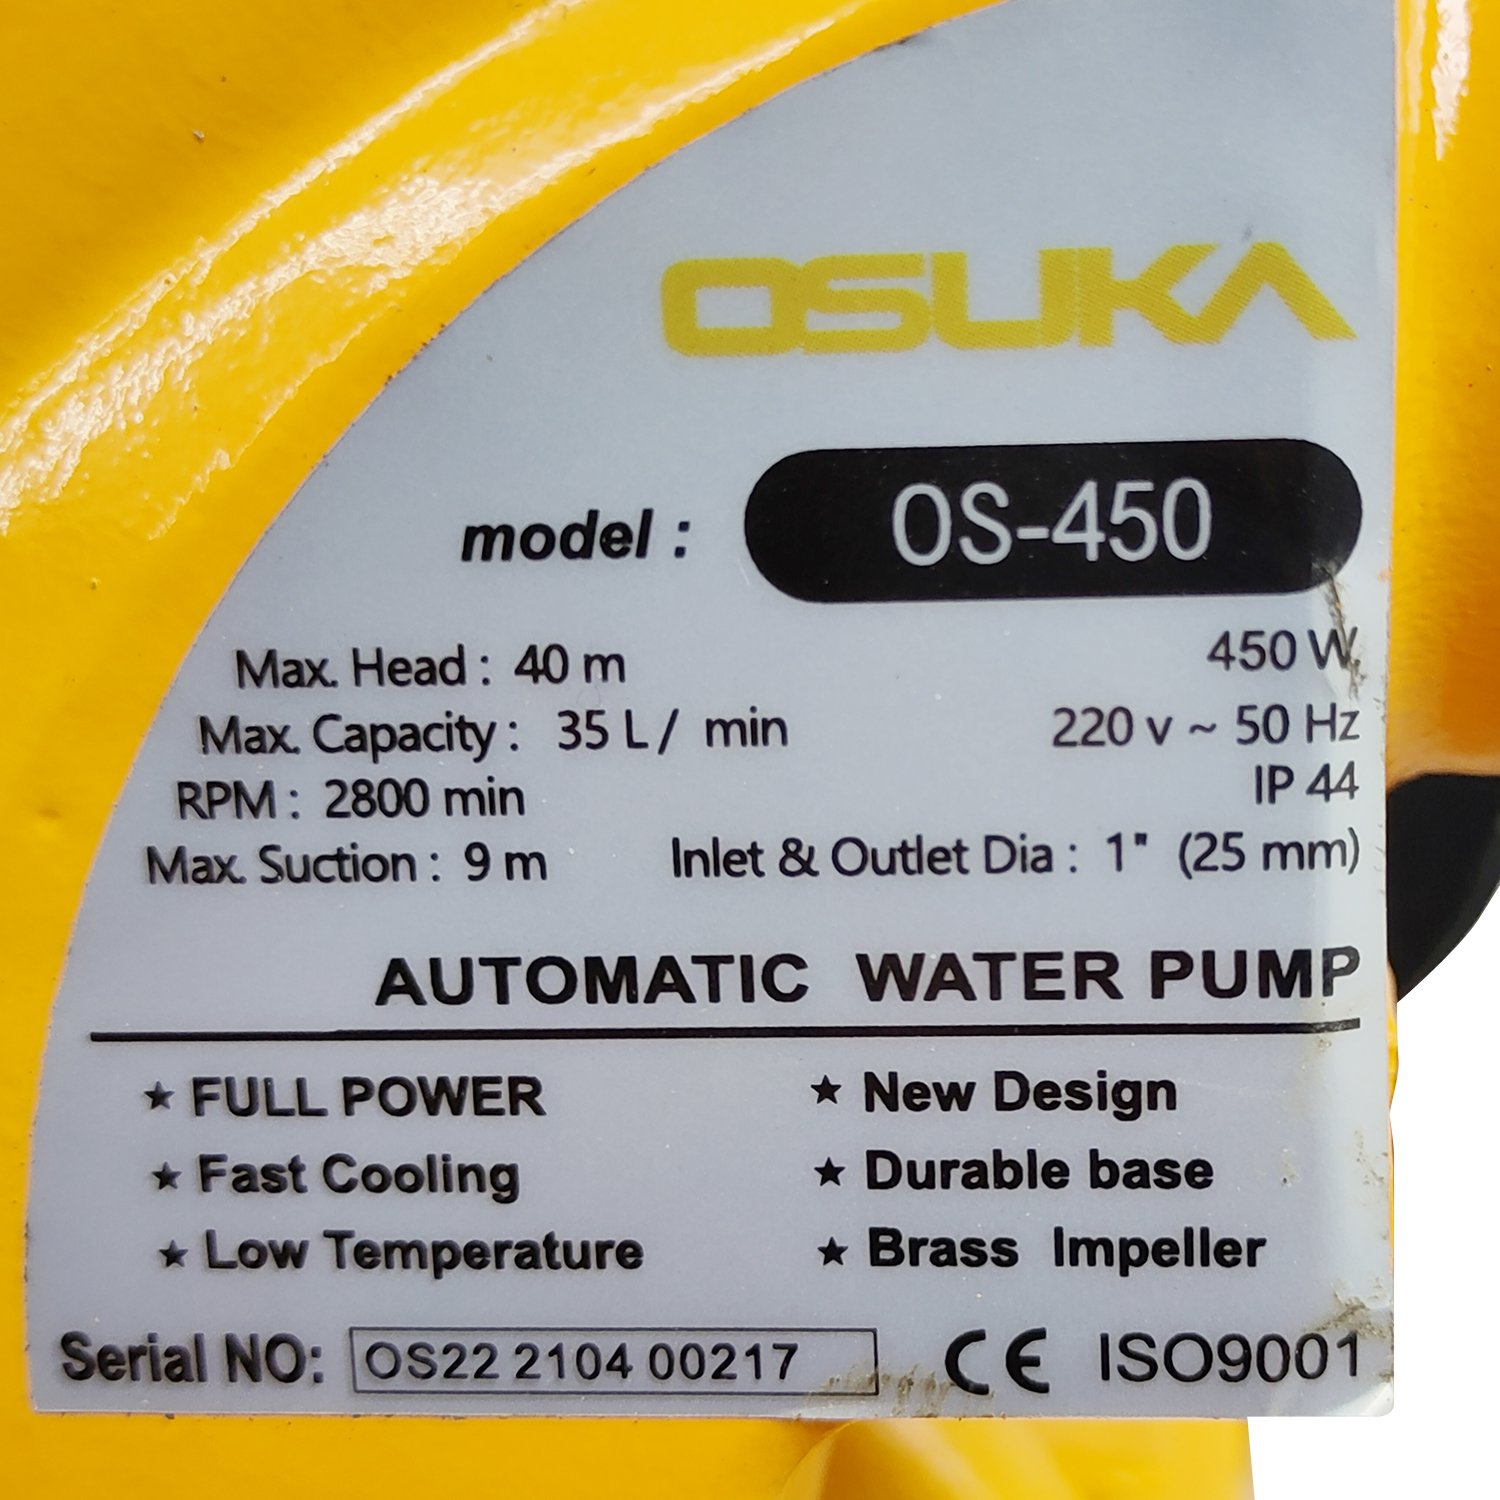 OSUKA
model : OS-450
Max. Head : 40 m 450 W.
Max. Capacity : 35 L / min 220 v ~ 50 Hz
RPM : 2800 min IP 44
Max. Suction : 9 m Inlet & Outlet Dia : 1" (25 mm)
AUTOMATIC WATER PUMP
★ FULL POWER ★ New Design
★ Fast Cooling ★ Durable base
★ Low Temperature ★ Brass Impeller
Serial NO: OS22 2104 00217 CE ISO9001